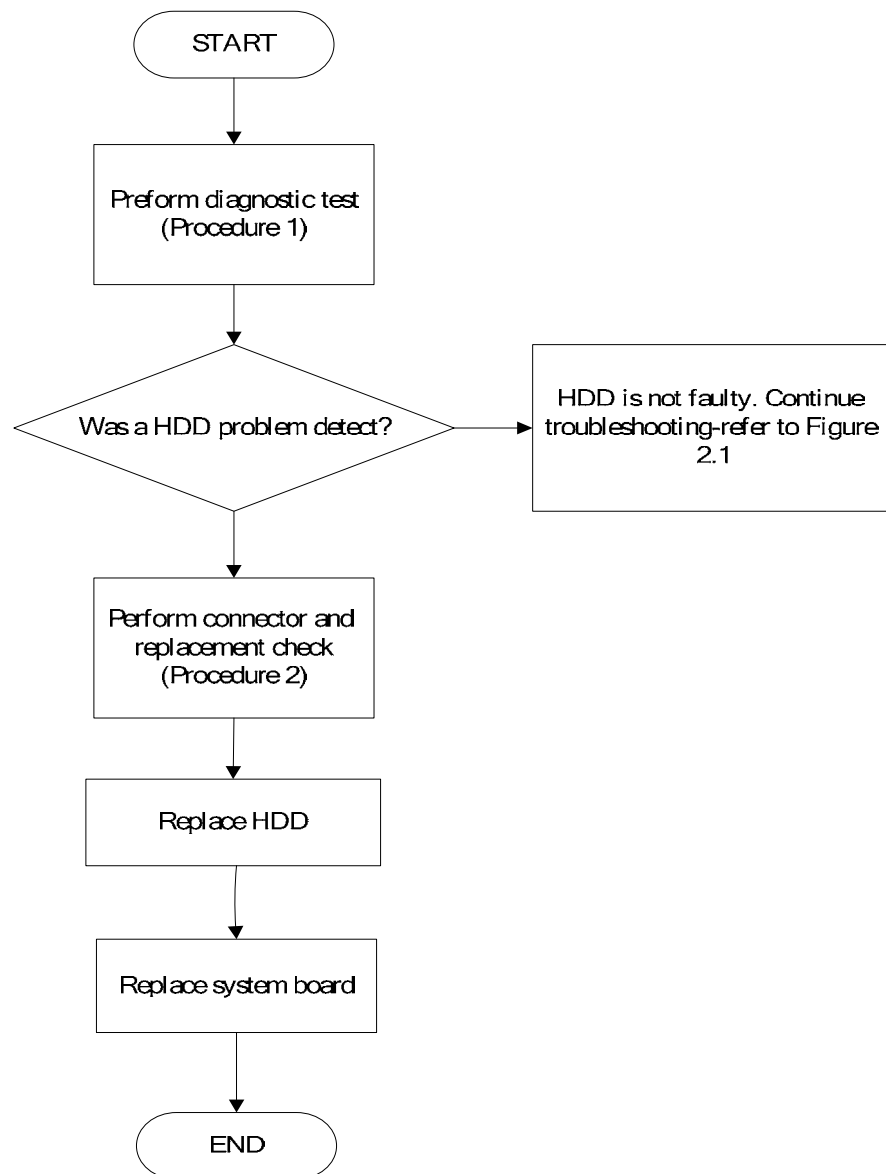 START
Preform diagnostic test
(Procedure 1)
Was a HDD problem detect?
HDD is not faulty. Continue
troubleshooting-refer to Figure
2.1
Perform connector and
replacement check
(Procedure 2)
Replace HDD
Replace system board
END